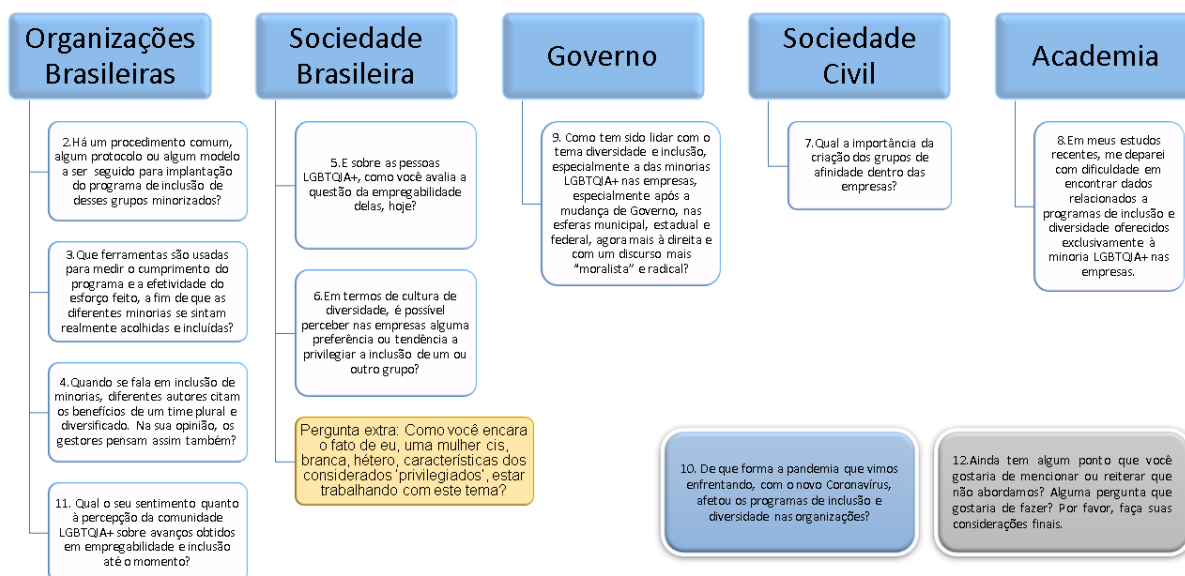 Organizações
Brasileiras
2.Há um procedimento comum,
algum protocolo ou algum modelo
a ser seguido para implantação
do programa de inclusão de
desses grupos minorizados?
3.Que ferramentas são usadas
para medir o cumprimento do
programa e a efetividade do
esforço feito, a fim de que as
diferentes minorias se sintam
realmente acolhidas e incluídas?
4.Quando se fala em inclusão de
minorias, diferentes autores citam
os benefícios de um time plural e
diversificado. Na sua opinião, os
gestores pensam assim também?
11. Qual o seu sentimento quanto
à percepção da comunidade
LGBTQIA+ sobre avanços obtidos
em empregabilidade e inclusão
até o momento?
Sociedade
Brasileira
5.E sobre as pessoas
LGBTQIA+, como você avalia a
questão da empregabilidade
delas, hoje?
6.Em termos de cultura de
diversidade, é possível
perceber nas empresas alguma
preferência ou tendência a
privilegiar a inclusão de um ou
outro grupo?
Pergunta extra: Como você encara
o fato de eu, uma mulher cis,
branca, hétero, características dos
considerados 'privilegiados', estar
trabalhando com este tema?
Governo
9. Como tem sido lidar com o
tema diversidade e inclusão,
especialmente a das minorias
LGBTQIA+ nas empresas,
especialmente após a
mudança de Governo, nas
esferas municipal, estadual e
federal, agora mais à direita e
com um discurso mais
“moralista” e radical?
Sociedade
Civil
7.Qual a importância da
criação dos grupos de
afinidade dentro das
empresas?
Academia
8.Em meus estudos
recentes, me deparei
com dificuldade em
encontrar dados
relacionados a
programas de inclusão e
diversidade oferecidos
exclusivamente à
minoria LGBTQIA+ nas
empresas.
10. De que forma a pandemia que vimos
enfrentando, com o novo Coronavírus,
afetou os programas de inclusão e
diversidade nas organizações?
12.Ainda tem algum ponto que você
gostaria de mencionar ou reiterar que
não abordamos? Alguma pergunta que
gostaria de fazer? Por favor, faça suas
considerações finais.